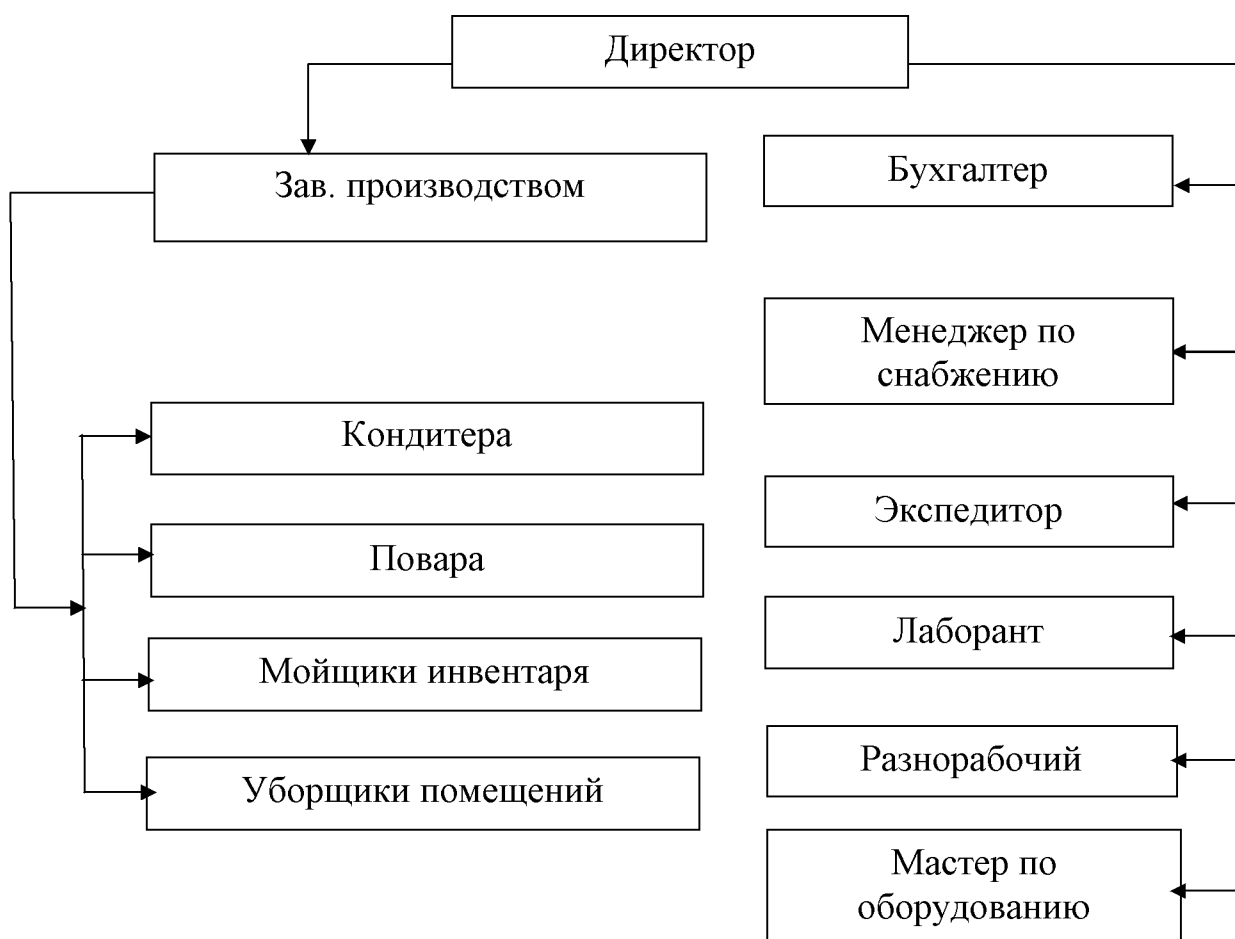 Директор
Зав. производством
Бухгалтер
Менеджер по
снабжению
Кондитера
Экспедитор
Повара
Лаборант
Мойщики инвентаря
Разнорабочий
Уборщики помещений
Мастер по
оборудованию